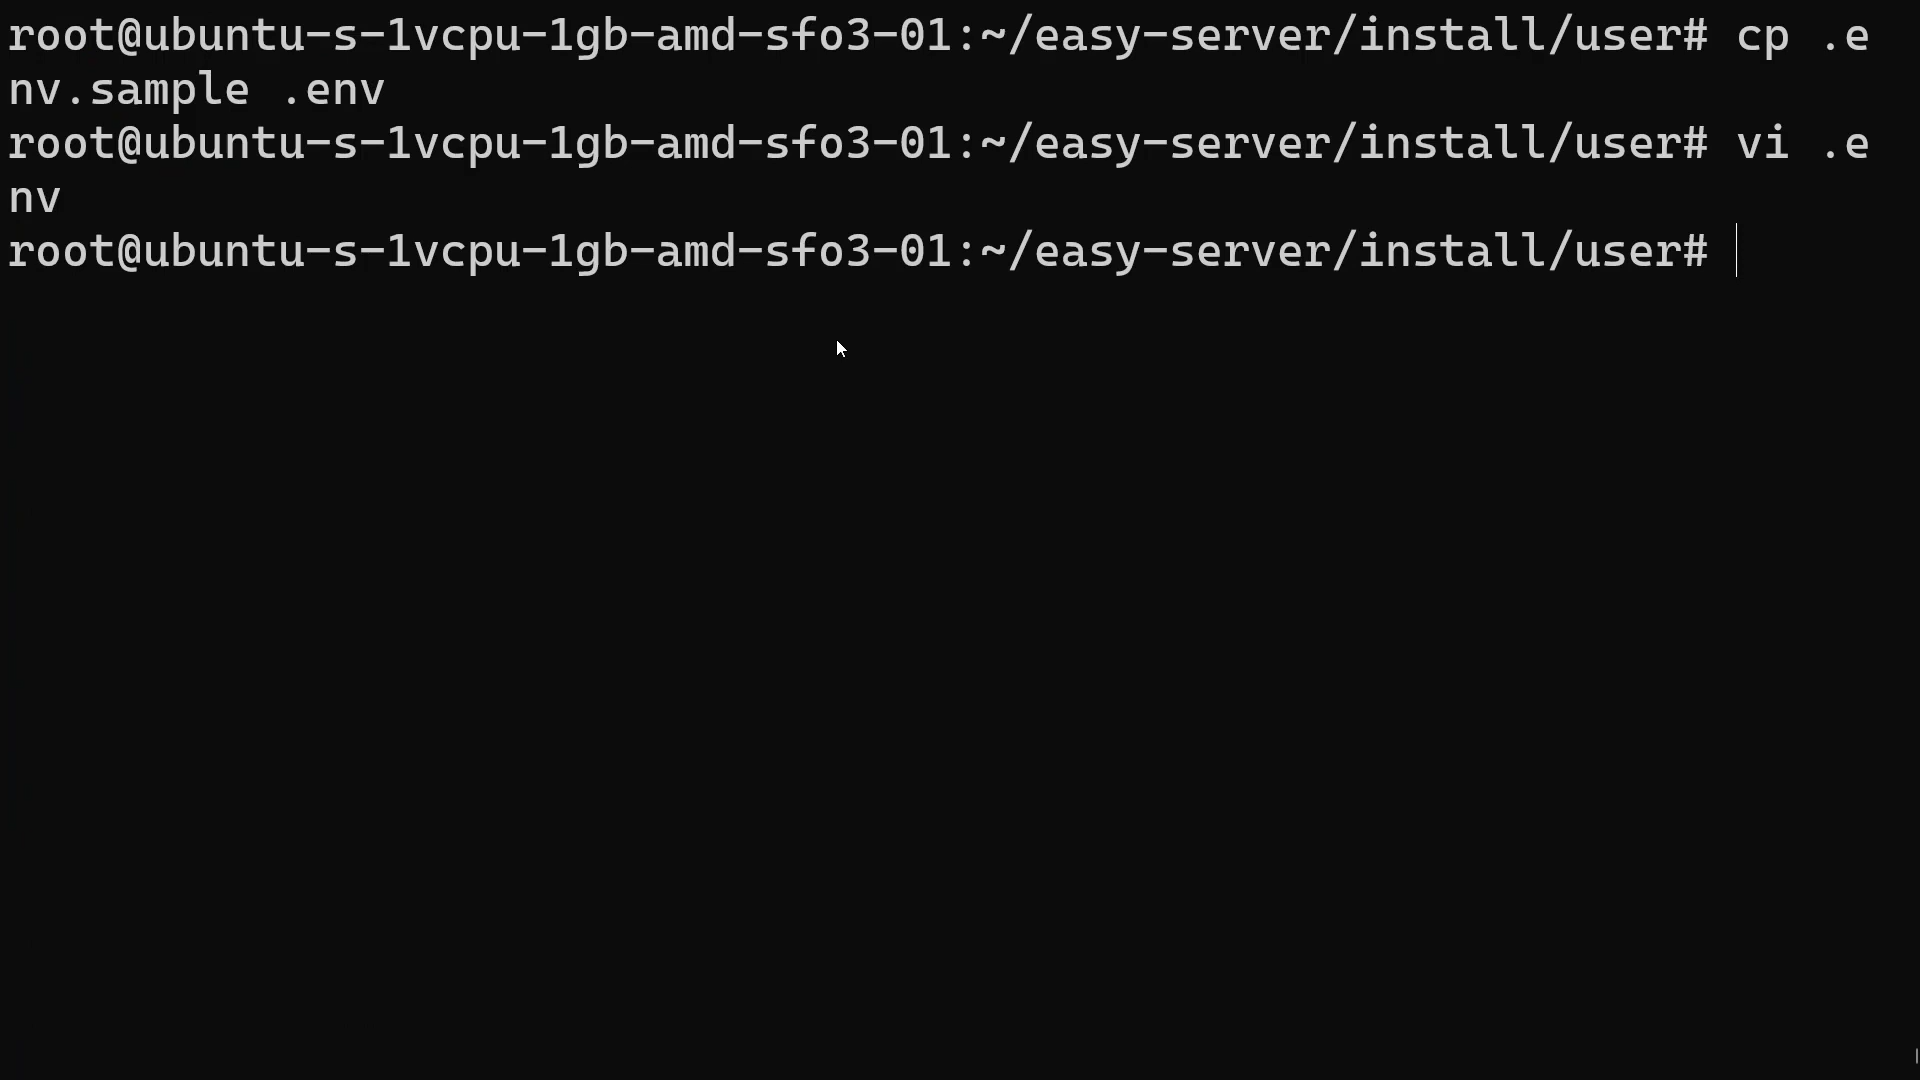 root@ubuntu-s-1vcpu-1gb-amd-sfo3-01:~/easy-server/install/user# cp .e
nv.sample .env
root@ubuntu-s-1vcpu-1gb-amd-sfo3-01:~/easy-server/install/user# vi .e
nv
root@ubuntu-s-1vcpu-1gb-amd-sfo3-01:~/easy-server/install/user#